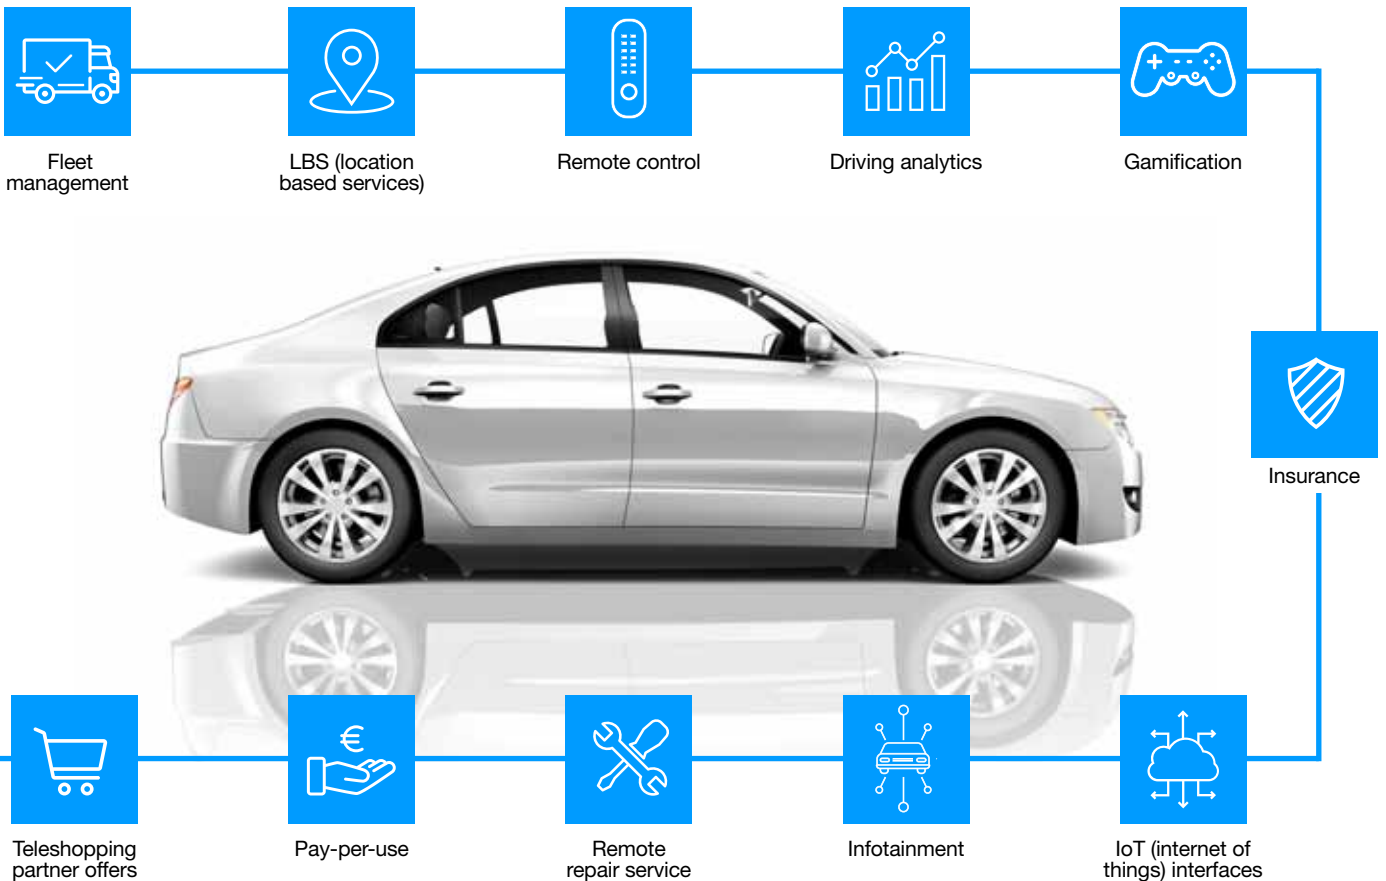 Fleet
management
LBS (location
based services)
Remote control
Driving analytics
Gamification
Insurance
Teleshopping
partner offers
€
Pay-per-use
Remote
repair service
Infotainment
IoT (internet of
things) interfaces